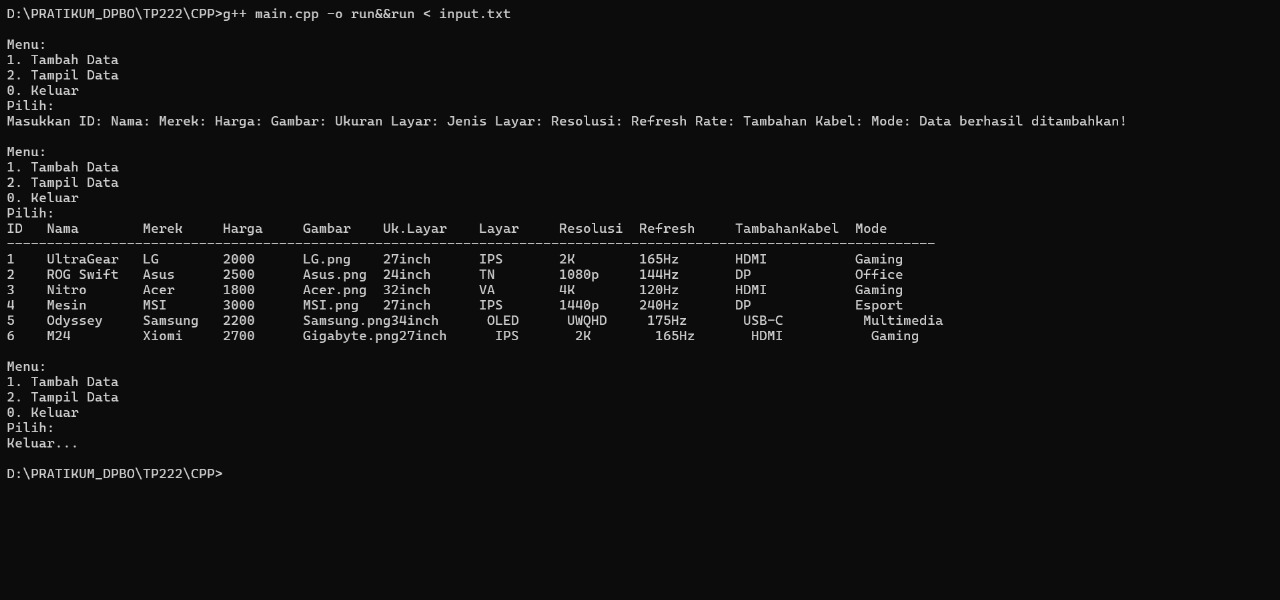 D:\PRATIKUM_DPBO\TP222\CPP>g++ main.cpp -o run&&run < input.txt

Menu:
1. Tambah Data
2. Tampil Data
0. Keluar
Pilih:
Masukkan ID: Nama: Merek: Harga: Gambar: Ukuran Layar: Jenis Layar: Resolusi: Refresh Rate: Tambahan Kabel: Mode: Data berhasil ditambahkan!

Menu:
1. Tambah Data
2. Tampil Data
0. Keluar
Pilih:
ID   Nama        Merek     Harga     Gambar    Uk.Layar    Layar     Resolusi  Refresh     TambahanKabel  Mode
--------------------------------------------------------------------------------------------------------------------
1    UltraGear   LG        2000      LG.png    27inch      IPS       2K        165Hz       HDMI           Gaming
2    ROG Swift   Asus      2500      Asus.png  24inch      TN        1080p     144Hz       DP             Office
3    Nitro       Acer      1800      Acer.png  32inch      VA        4K        120Hz       HDMI           Gaming
4    Mesin       MSI       3000      MSI.png   27inch      IPS       1440p     240Hz       DP             Esport
5    Odyssey     Samsung   2200      Samsung.png34inch      OLED      UWQHD     175Hz       USB-C          Multimedia
6    M24         Xiomi     2700      Gigabyte.png27inch      IPS       2K        165Hz       HDMI           Gaming

Menu:
1. Tambah Data
2. Tampil Data
0. Keluar
Pilih:
Keluar...

D:\PRATIKUM_DPBO\TP222\CPP>